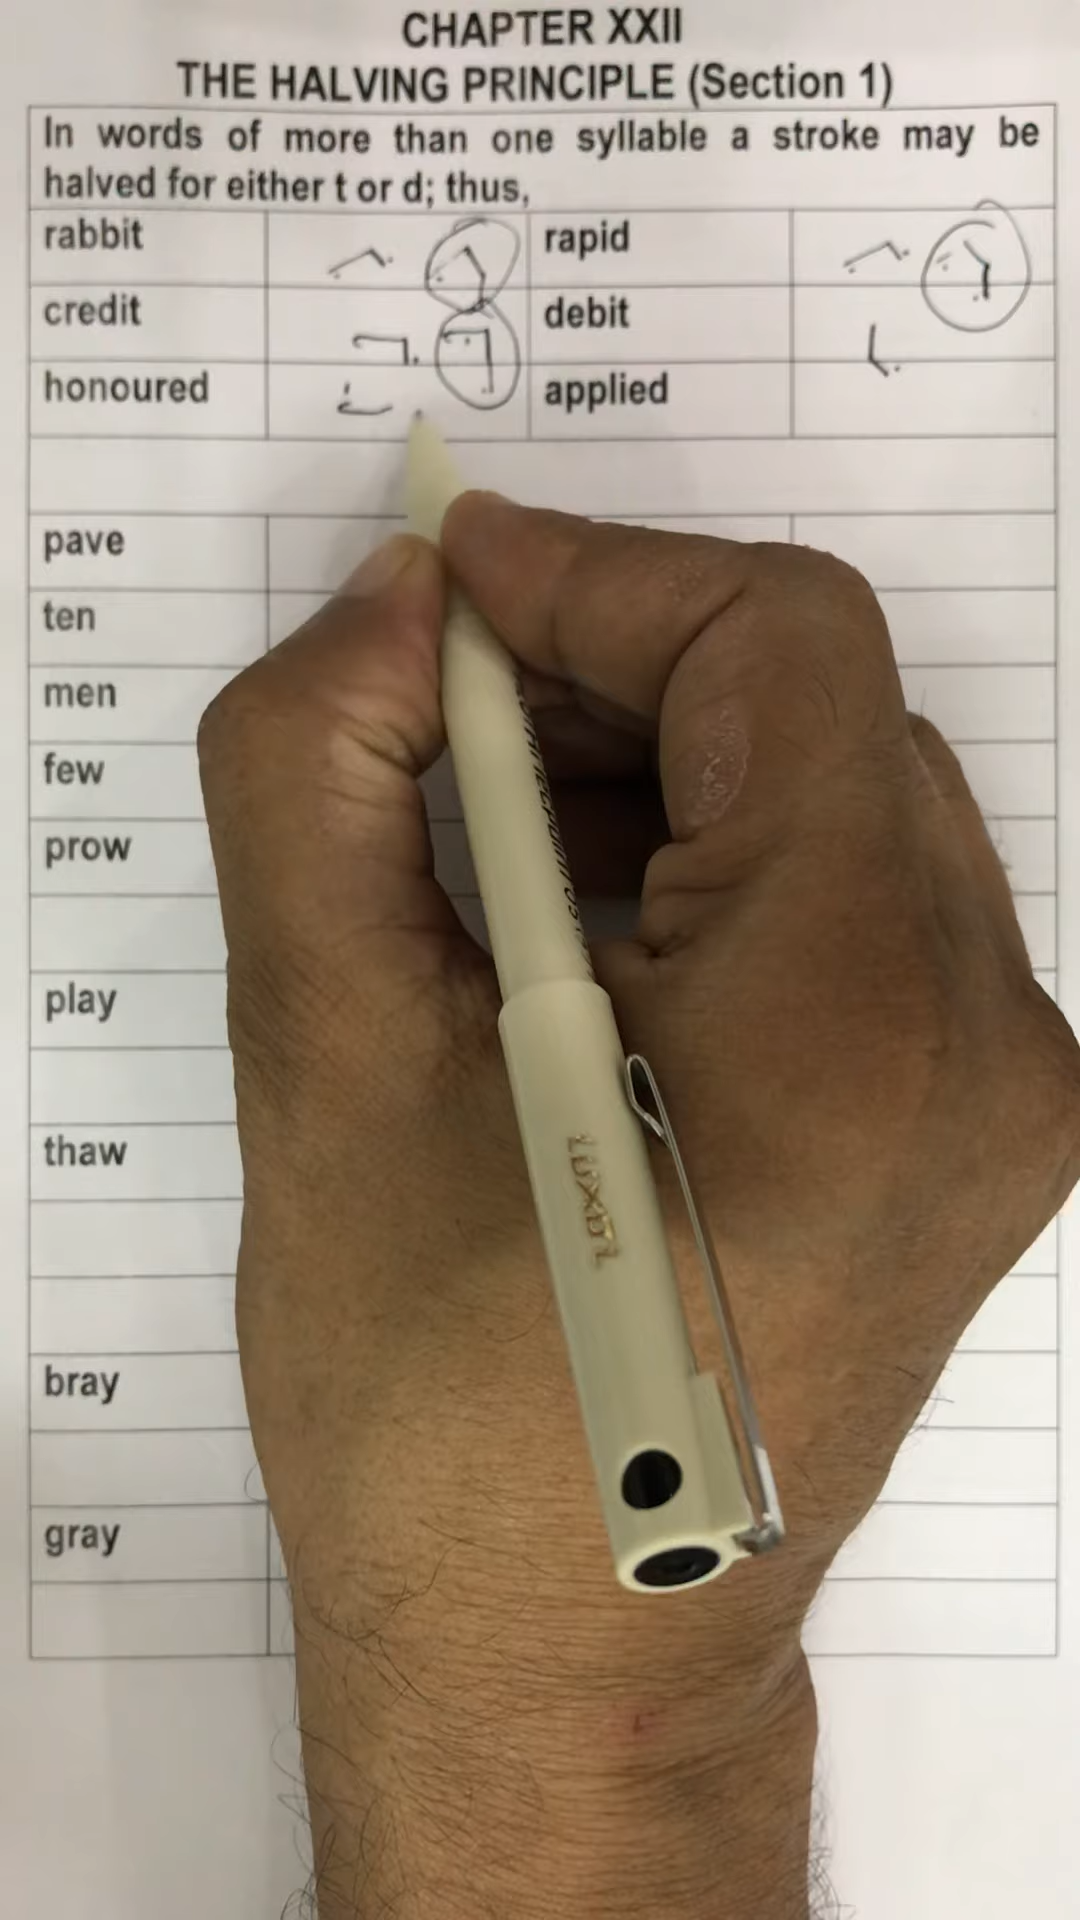 CHAPTER XXII
THE HALVING PRINCIPLE (Section 1)
In words of more than one syllable a stroke may be
halved for either t or d; thus,
rabbit rapid
credit debit
honoured applied
pave
ten
men
few
prow
play
thaw
bray
gray
LUXOR